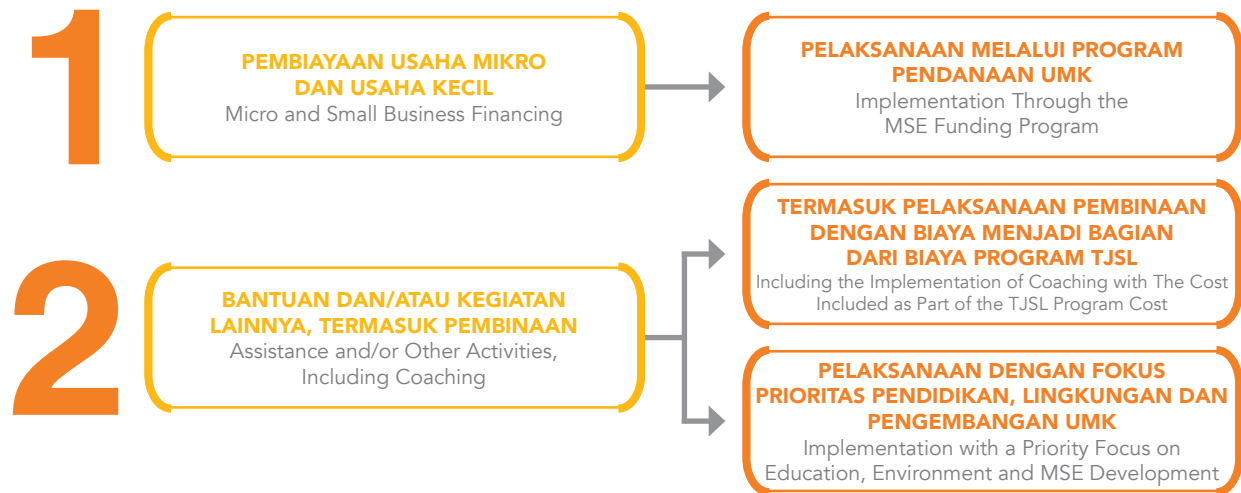 1
PEMBIAYAAN USAHA MIKRO
DAN USAHA KECIL
Micro and Small Business Financing
PELAKSANAAN MELALUI PROGRAM
PENDANAAN UMK
Implementation Through the
MSE Funding Program
2
BANTUAN DAN/ATAU KEGIATAN
LAINNYA, TERMASUK PEMBINAAN
Assistance and/or Other Activities,
Including Coaching
TERMASUK PELAKSANAAN PEMBINAAN
DENGAN BIAYA MENJADI BAGIAN
DARI BIAYA PROGRAM TJSL
Including the Implementation of Coaching with The Cost
Included as Part of the TJSL Program Cost
PELAKSANAAN DENGAN FOKUS
PRIORITAS PENDIDIKAN, LINGKUNGAN DAN
PENGEMBANGAN UMK
Implementation with a Priority Focus on
Education, Environment and MSE Development